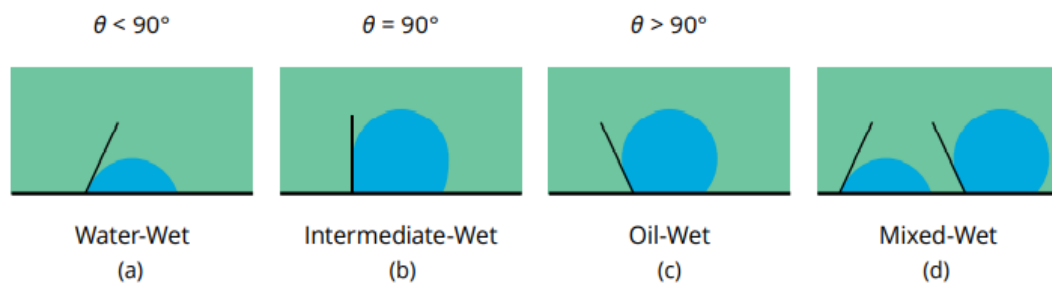 θ < 90°
θ = 90°
θ > 90°
Water-Wet
(a)
Intermediate-Wet
(b)
Oil-Wet
(c)
Mixed-Wet
(d)